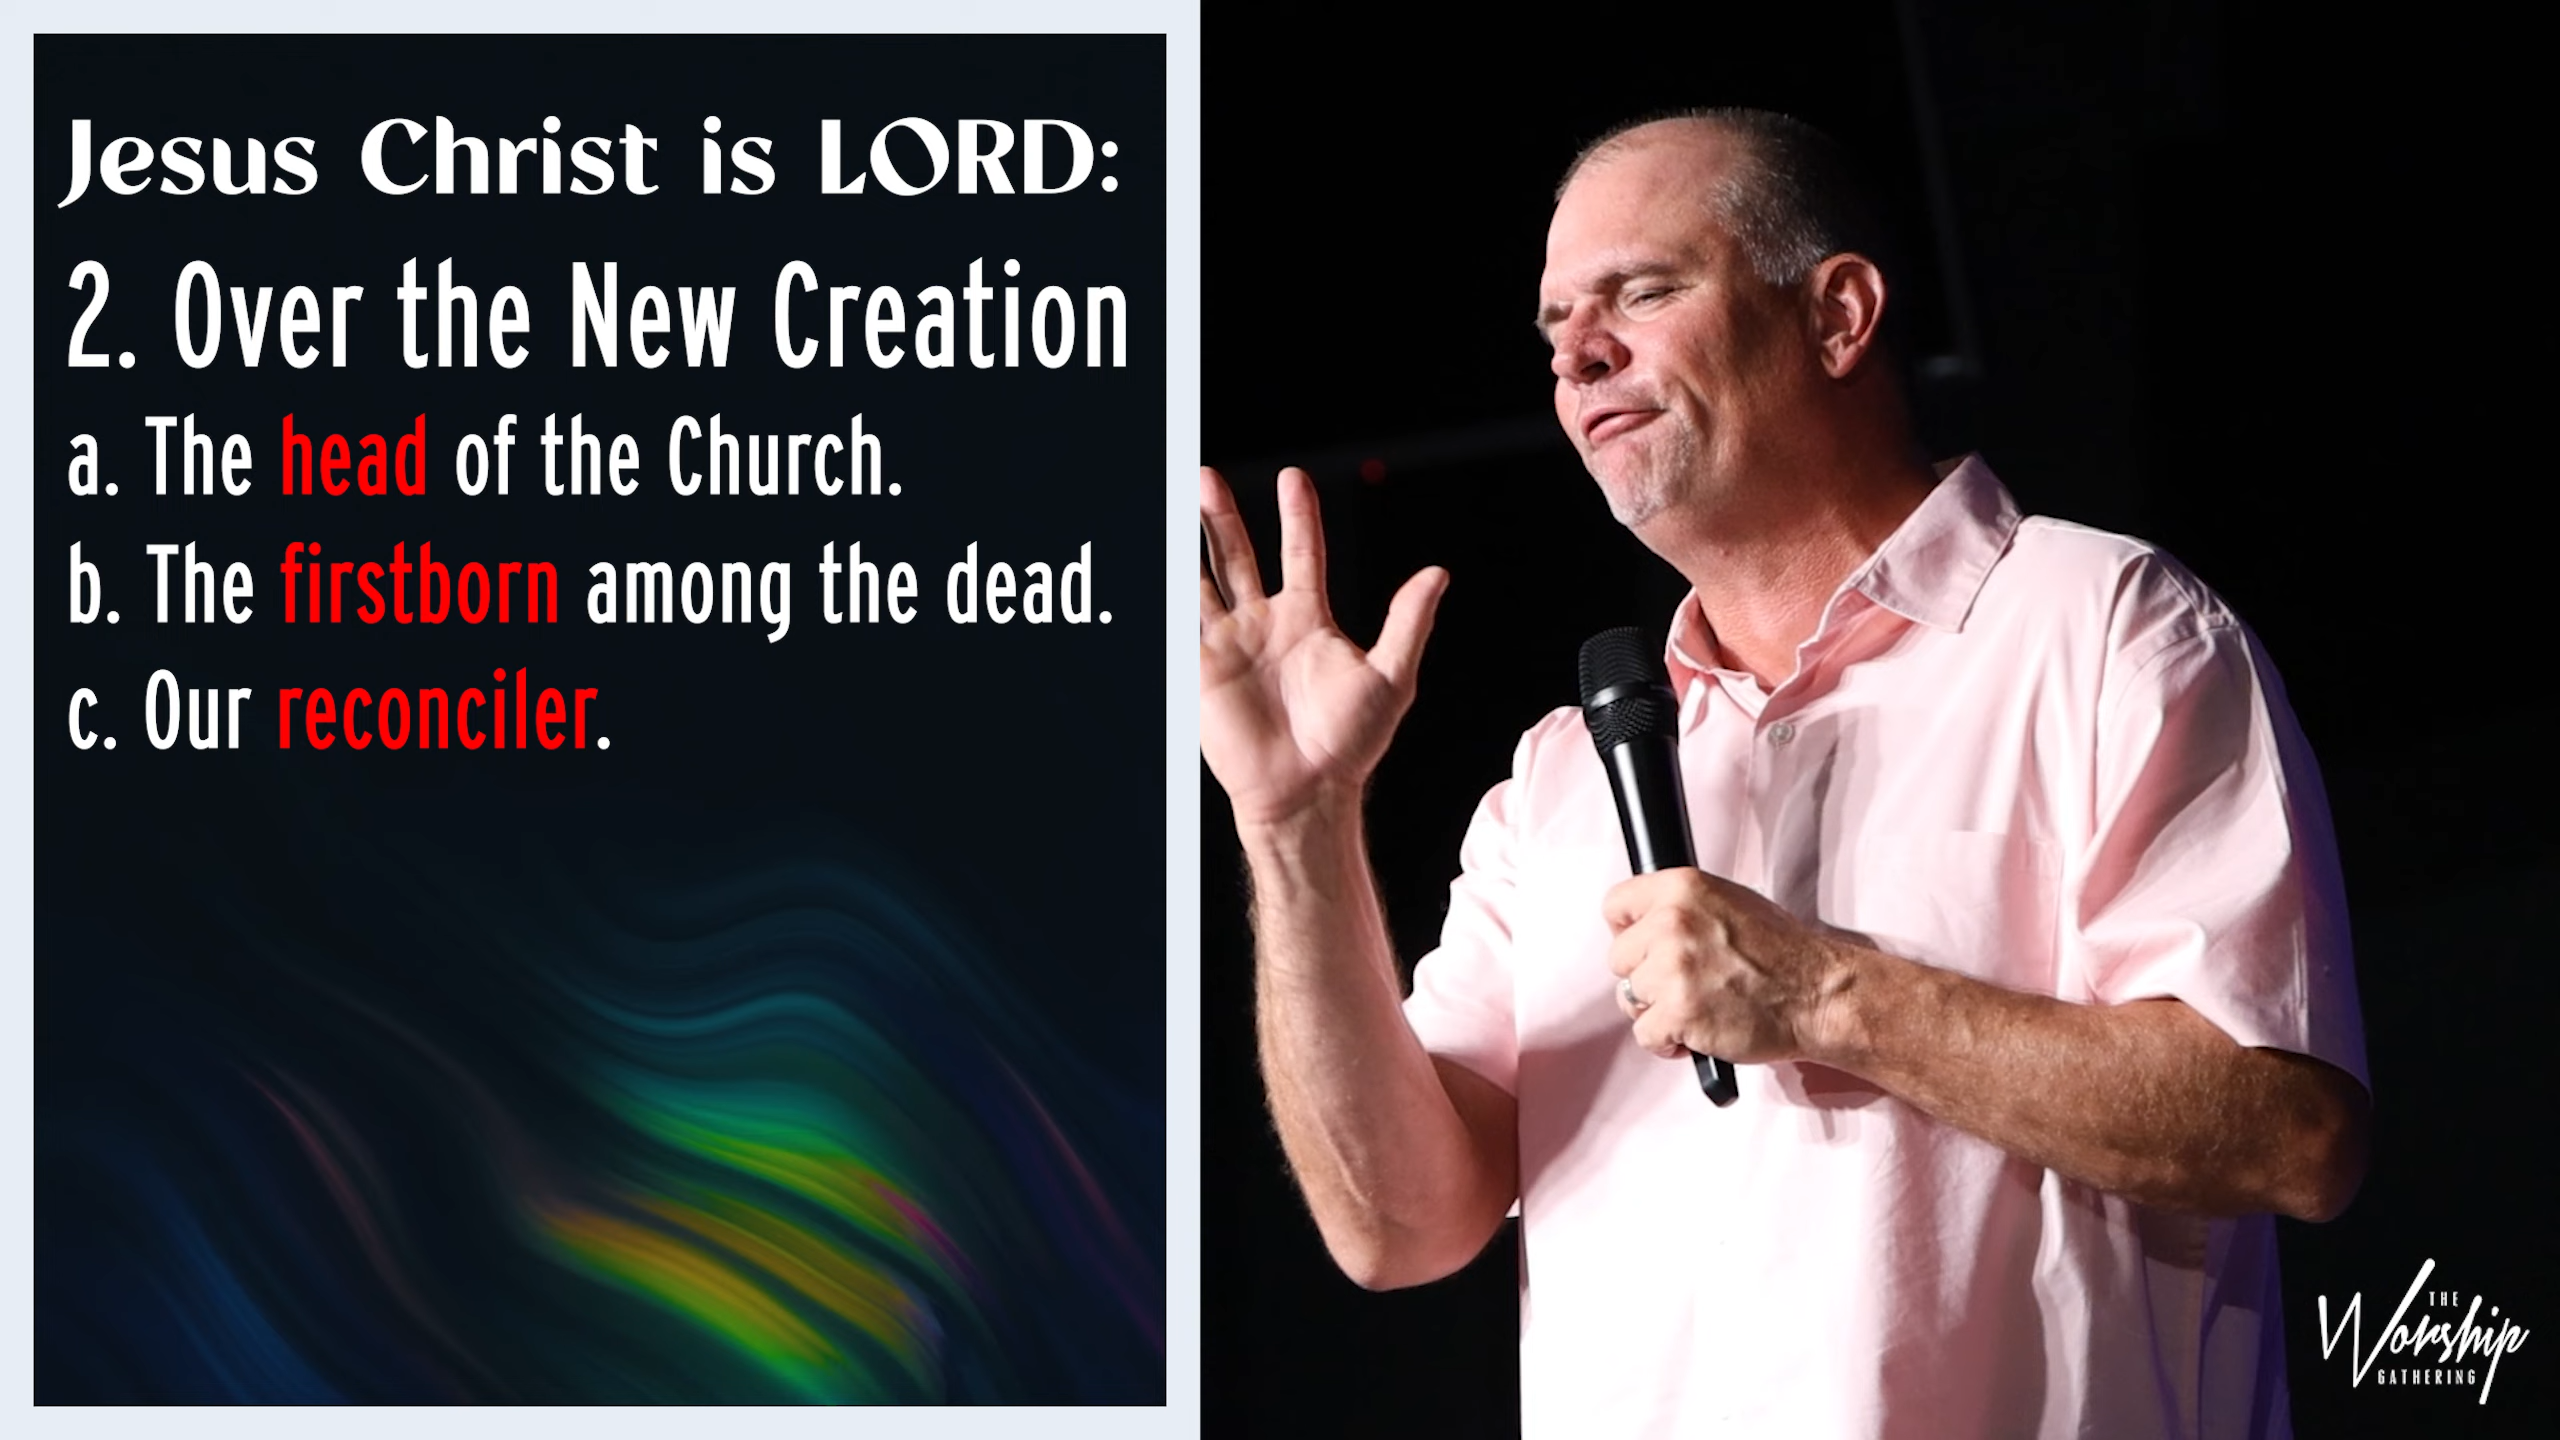 Jesus Christ is LORD:
2. Over the New Creation
a. The head of the Church.
b. The firstborn among the dead.
c. Our reconciler.
THE
Worship
GATHERING